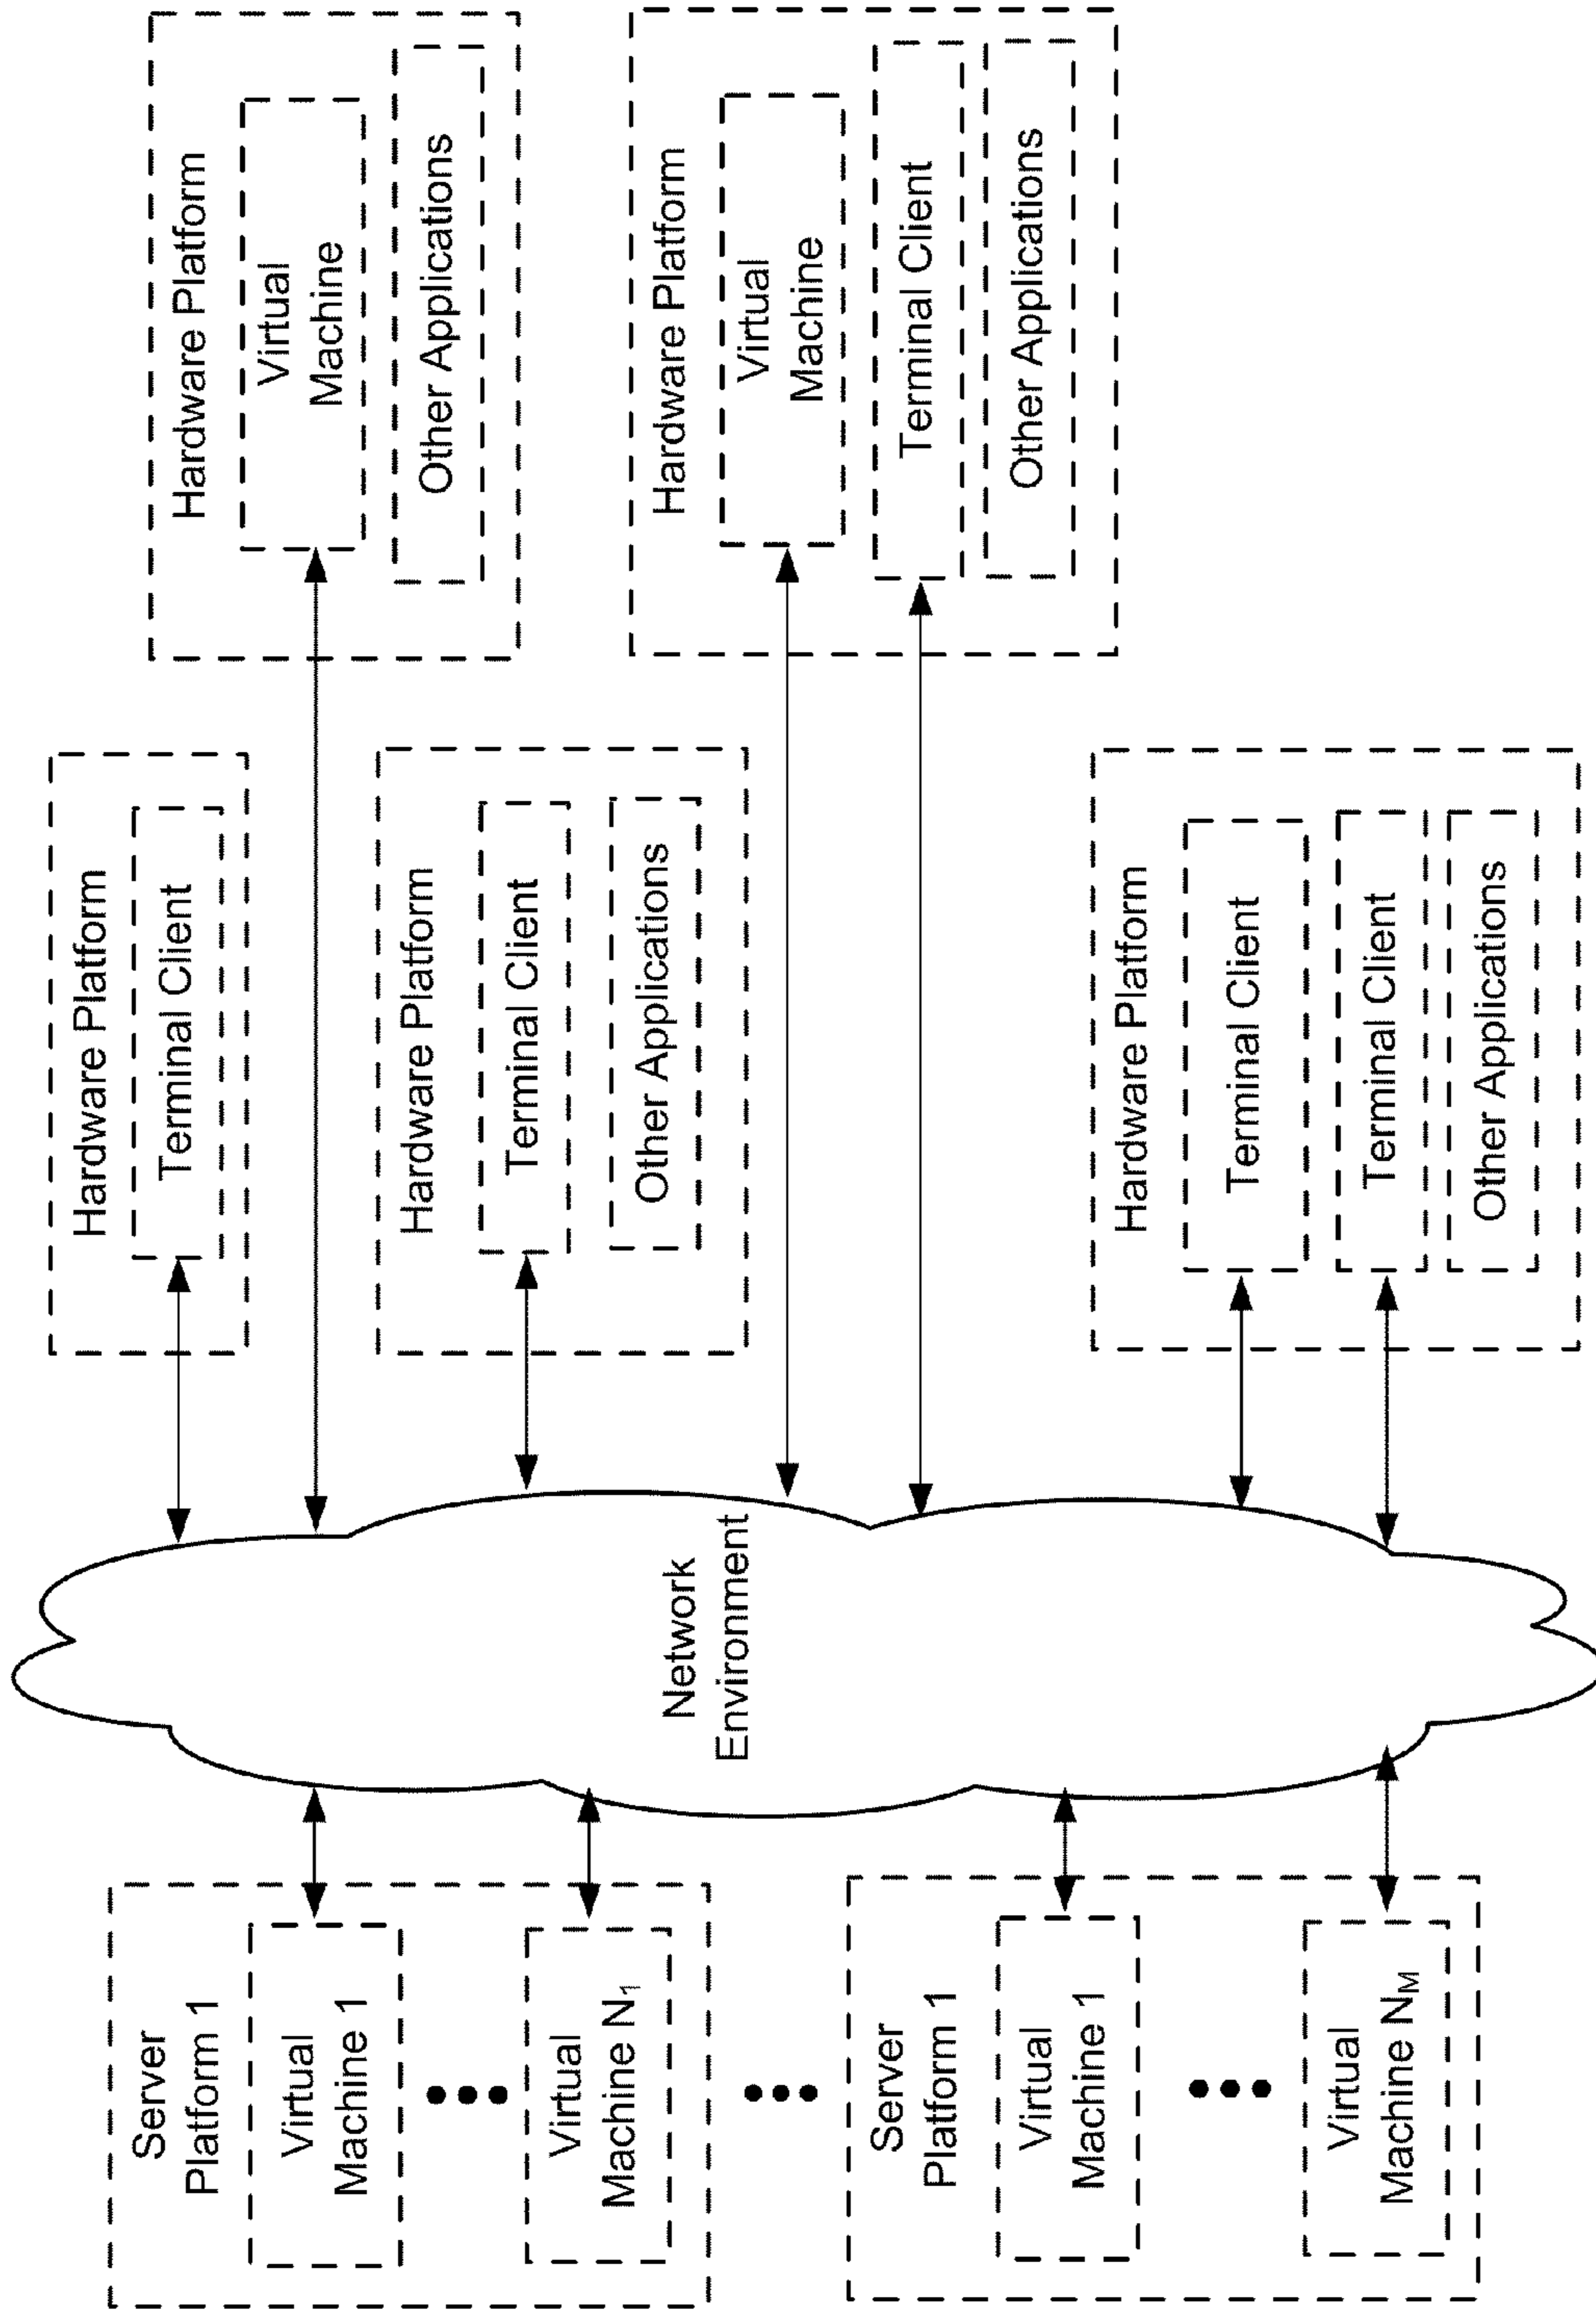 Server
Platform 1
Virtual
Machine 1
Virtual
Machine N₁
Server
Platform 1
Virtual
Machine 1
Virtual
Machine Nₘ
Network
Environment
Hardware Platform
Terminal Client
Hardware Platform
Terminal Client
Other Applications
Hardware Platform
Terminal Client
Terminal Client
Other Applications
Hardware Platform
Virtual
Machine
Other Applications
Hardware Platform
Virtual
Machine
Terminal Client
Other Applications